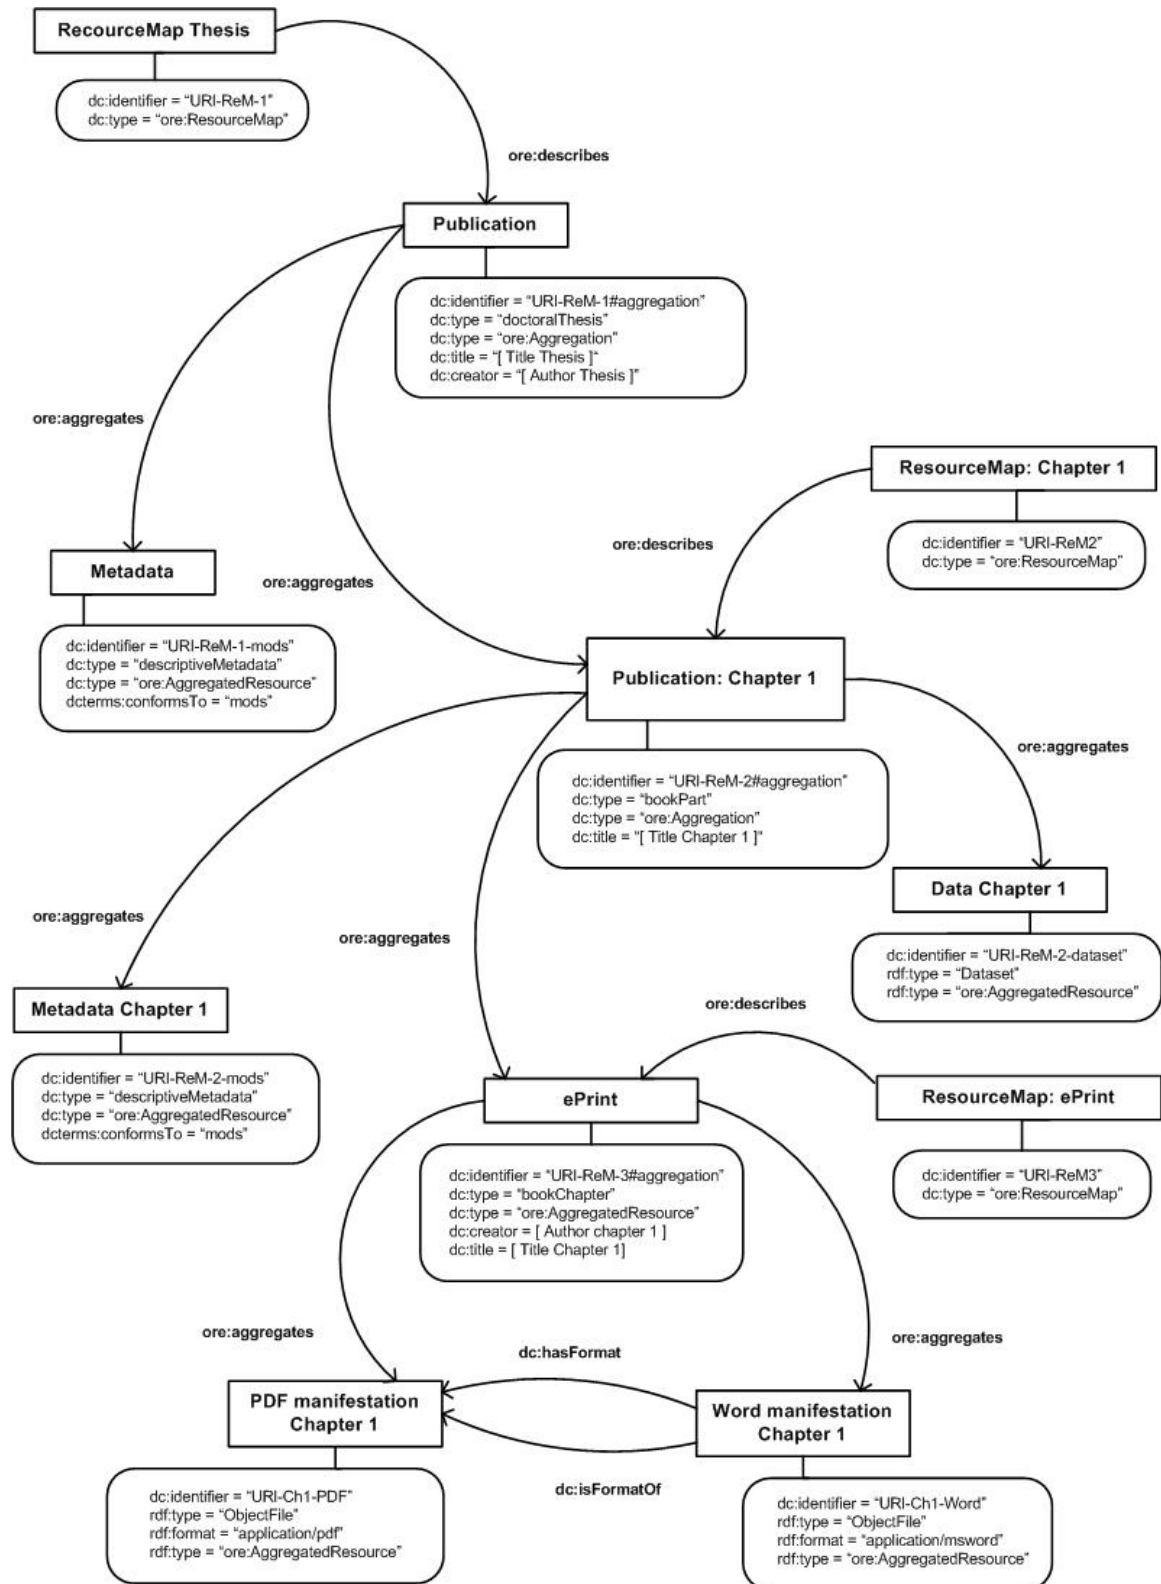 RecourceMap Thesis
dc:identifier = “URI-ReM-1”
dc:type = “ore:ResourceMap”
ore:describes
Publication
dc:identifier = “URI-ReM-1#aggregation”
dc:type = “doctoralThesis”
dc:type = “ore:Aggregation”
dc:title = “[ Title Thesis ]“
dc:creator = “[ Author Thesis ]”
ore:aggregates
ResourceMap: Chapter 1
dc:identifier = “URI-ReM2”
dc:type = “ore:ResourceMap”
ore:describes
Metadata
ore:aggregates
dc:identifier = “URI-ReM-1-mods”
dc:type = “descriptiveMetadata”
dc:type = “ore:AggregatedResource”
dcterms:conformsTo = “mods”
Publication: Chapter 1
ore:aggregates
dc:identifier = “URI-ReM-2#aggregation”
dc:type = “bookPart”
dc:type = “ore:Aggregation”
dc:title = “[ Title Chapter 1 ]“
Data Chapter 1
ore:aggregates
ore:aggregates
dc:identifier = “URI-ReM-2-dataset”
rdf:type = “Dataset”
rdf:type = “ore:AggregatedResource”
Metadata Chapter 1
ore:describes
dc:identifier = “URI-ReM-2-mods”
dc:type = “descriptiveMetadata”
dc:type = “ore:AggregatedResource”
dcterms:conformsTo = “mods”
ePrint
ResourceMap: ePrint
dc:identifier = “URI-ReM-3#aggregation”
dc:type = “bookChapter”
dc:type = “ore:AggregatedResource”
dc:creator = [ Author chapter 1 ]
dc:title = [ Title Chapter 1]
dc:identifier = “URI-ReM3”
dc:type = “ore:ResourceMap”
ore:aggregates
dc:hasFormat
ore:aggregates
PDF manifestation
Chapter 1
Word manifestation
Chapter 1
dc:isFormatOf
dc:identifier = “URI-Ch1-PDF”
rdf:type = “ObjectFile”
rdf:format = “application/pdf”
rdf:type = “ore:AggregatedResource”
dc:identifier = “URI-Ch1-Word”
rdf:type = “ObjectFile”
rdf:format = “application/msword”
rdf:type = “ore:AggregatedResource”